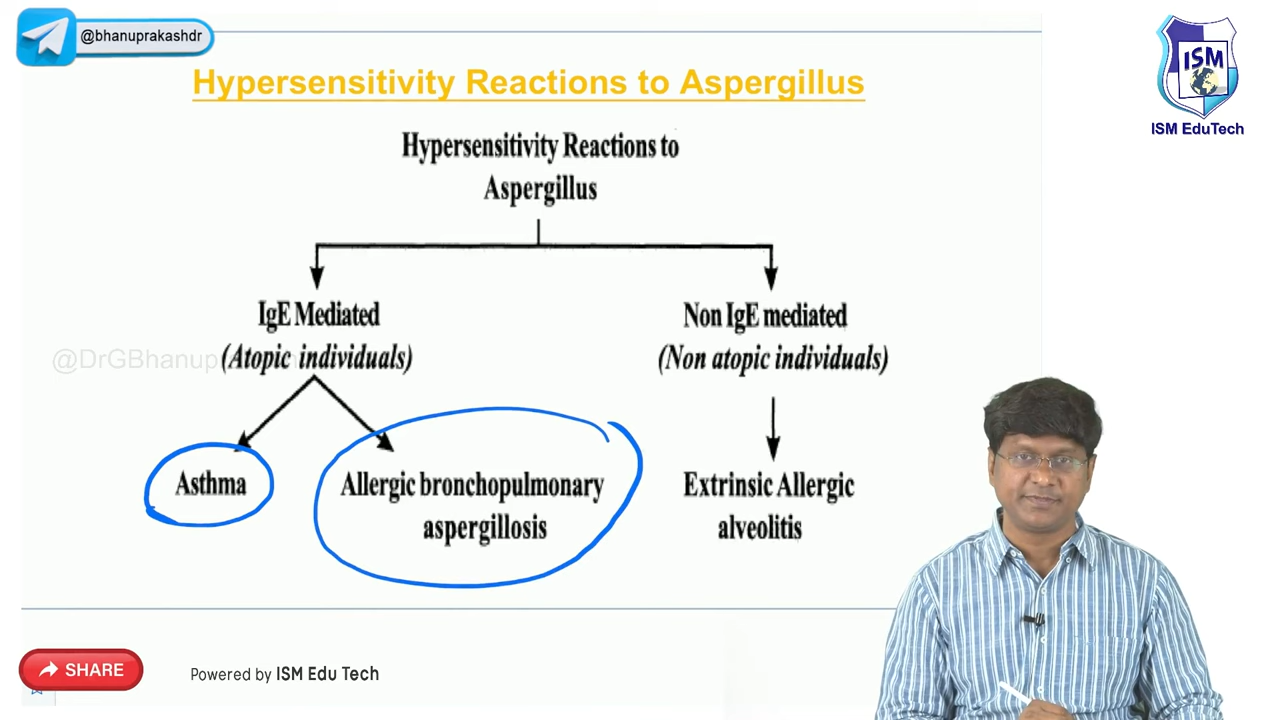 @bhanuprakashdr
ISM
ISM EduTech
Hypersensitivity Reactions to Aspergillus
Hypersensitivity Reactions to
Aspergillus
IgE Mediated
(Atopic individuals)
Non IgE mediated
(Non atopic individuals)
@DrGBhanup
Asthma
Allergic bronchopulmonary
aspergillosis
Extrinsic Allergic
alveolitis
SHARE
Powered by ISM Edu Tech